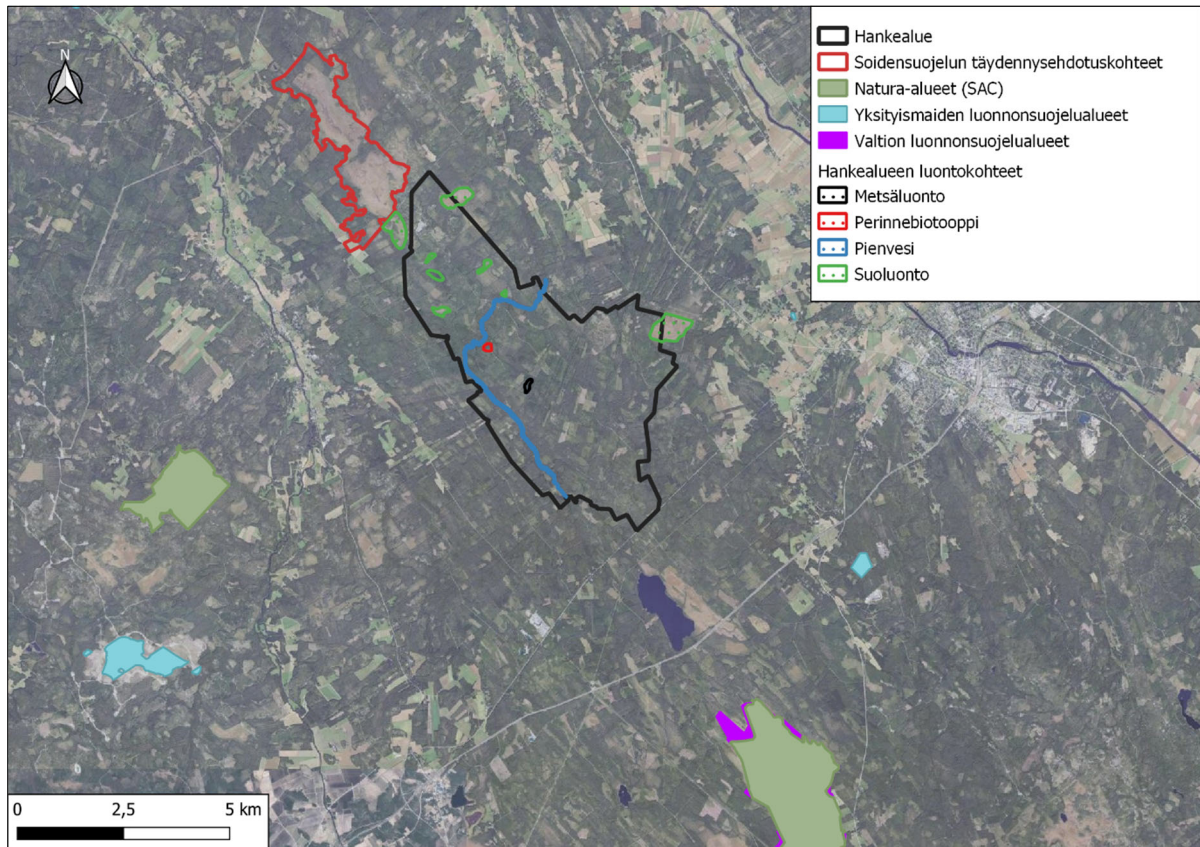 N
Hankealue
Soidensuojelun täydennysehdotuskohteet
Natura-alueet (SAC)
Yksityismaiden luonnonsuojelualueet
Valtion luonnonsuojelualueet
Hankealueen luontokohteet
Metsäluonto
Perinnebiotooppi
Pienvesi
Suoluonto
0 2,5 5 km